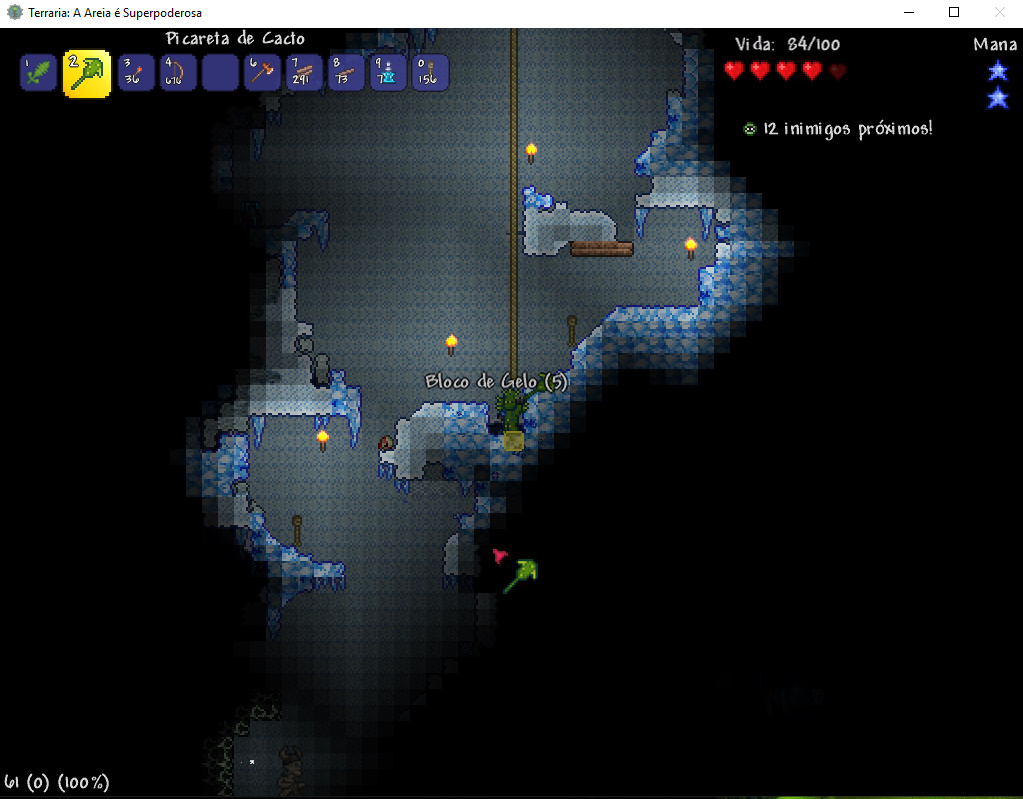 Terraria: A Areia é Superpoderosa
Picareta de Cacto
Vida: 84/100
Mana
1
2
3
36
4
676
6
7
291
8
73
9
7
0
156
12 inimigos próximos!
Bloco de Gelo (5)
61 (0) (100%)